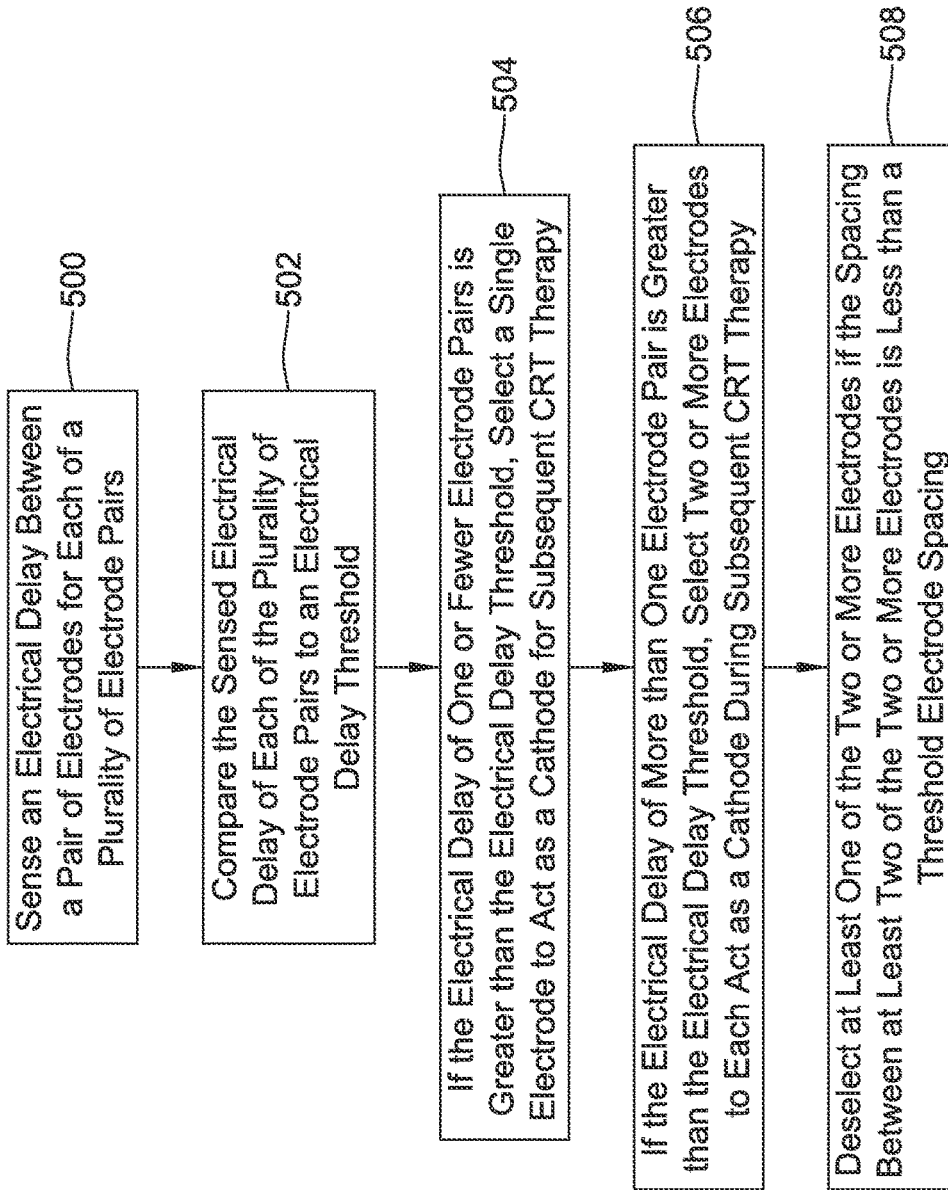 Sense an Electrical Delay Between
a Pair of Electrodes for Each of a
Plurality of Electrode Pairs
500
Compare the Sensed Electrical
Delay of Each of the Plurality of
Electrode Pairs to an Electrical
Delay Threshold
502
If the Electrical Delay of One or Fewer Electrode Pairs is
Greater than the Electrical Delay Threshold, Select a Single
Electrode to Act as a Cathode for Subsequent CRT Therapy
504
If the Electrical Delay of More than One Electrode Pair is Greater
than the Electrical Delay Threshold, Select Two or More Electrodes
to Each Act as a Cathode During Subsequent CRT Therapy
506
Deselect at Least One of the Two or More Electrodes if the Spacing
Between at Least Two of the Two or More Electrodes is Less than a
Threshold Electrode Spacing
508